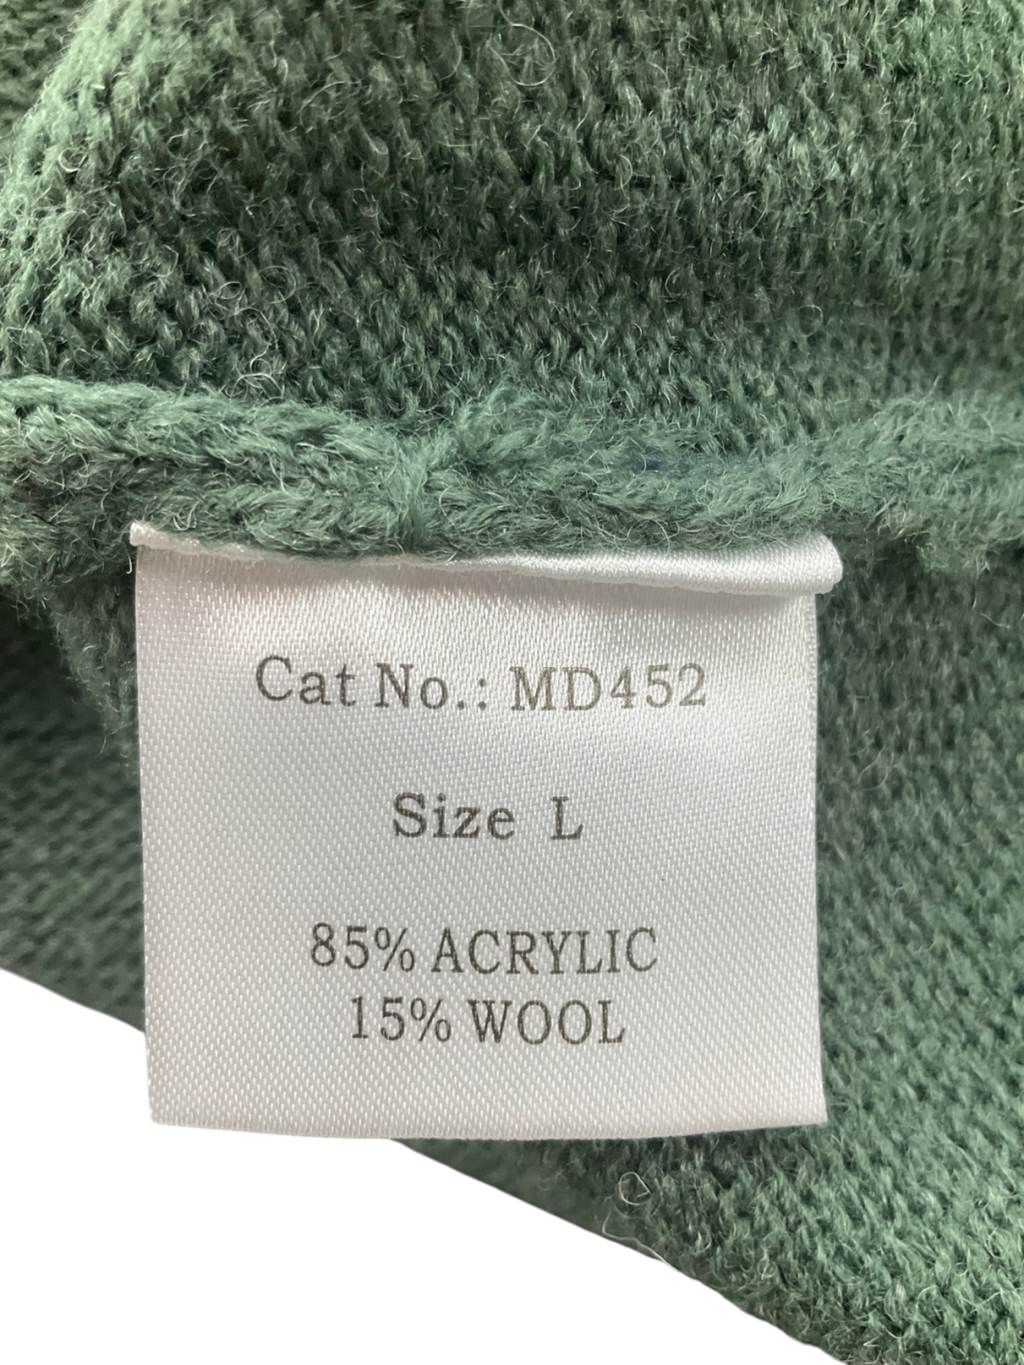 Cat No.: MD452
Size L
85% ACRYLIC
15% WOOL